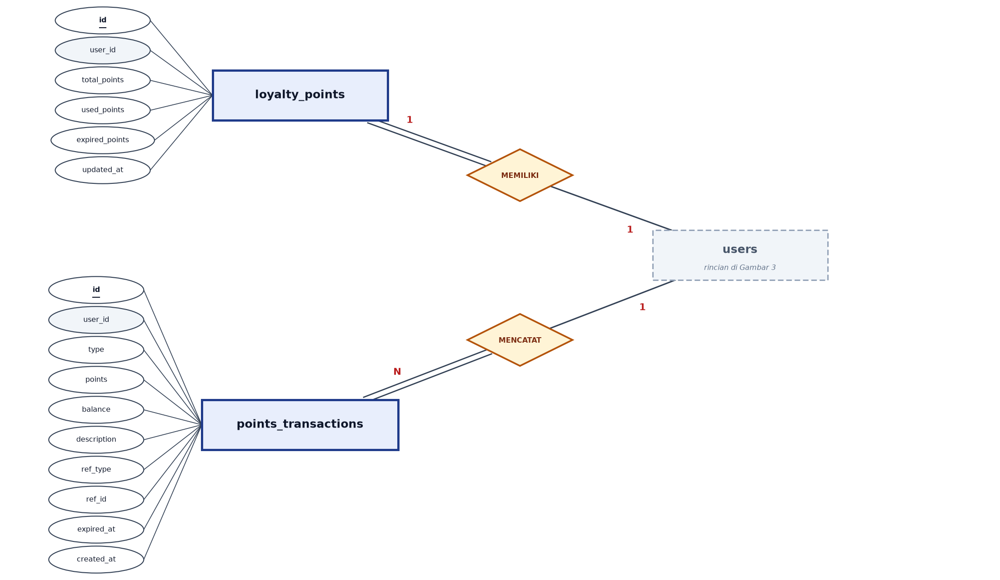 id
user_id
total_points
used_points
expired_points
updated_at
loyalty_points
1
MEMILIKI
1
users
rincian di Gambar 3
1
MENCATAT
N
id
user_id
type
points
balance
description
ref_type
ref_id
expired_at
created_at
points_transactions